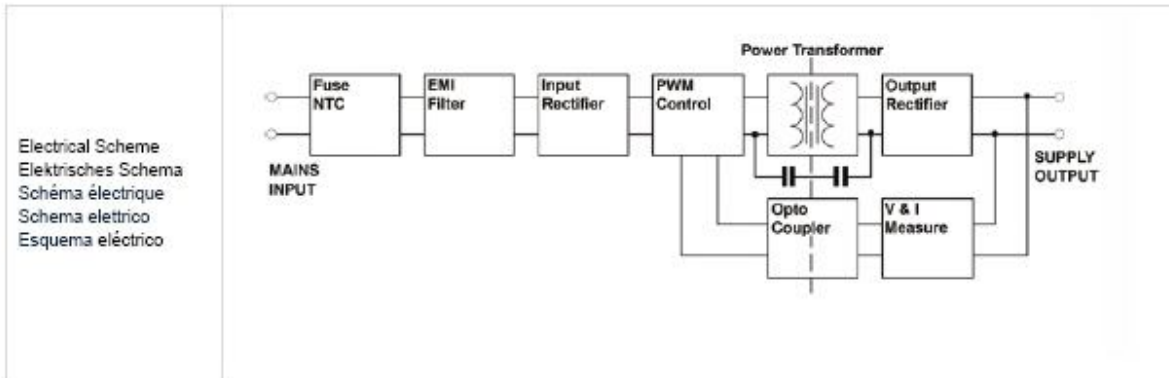 Electrical Scheme
Elektrisches Schema
Schéma électrique
Schema elettrico
Esquema eléctrico
MAINS
INPUT
Fuse
NTC
EMI
Filter
Input
Rectifier
PWM
Control
Power Transformer
Output
Rectifier
SUPPLY
OUTPUT
Opto
Coupler
V & I
Measure